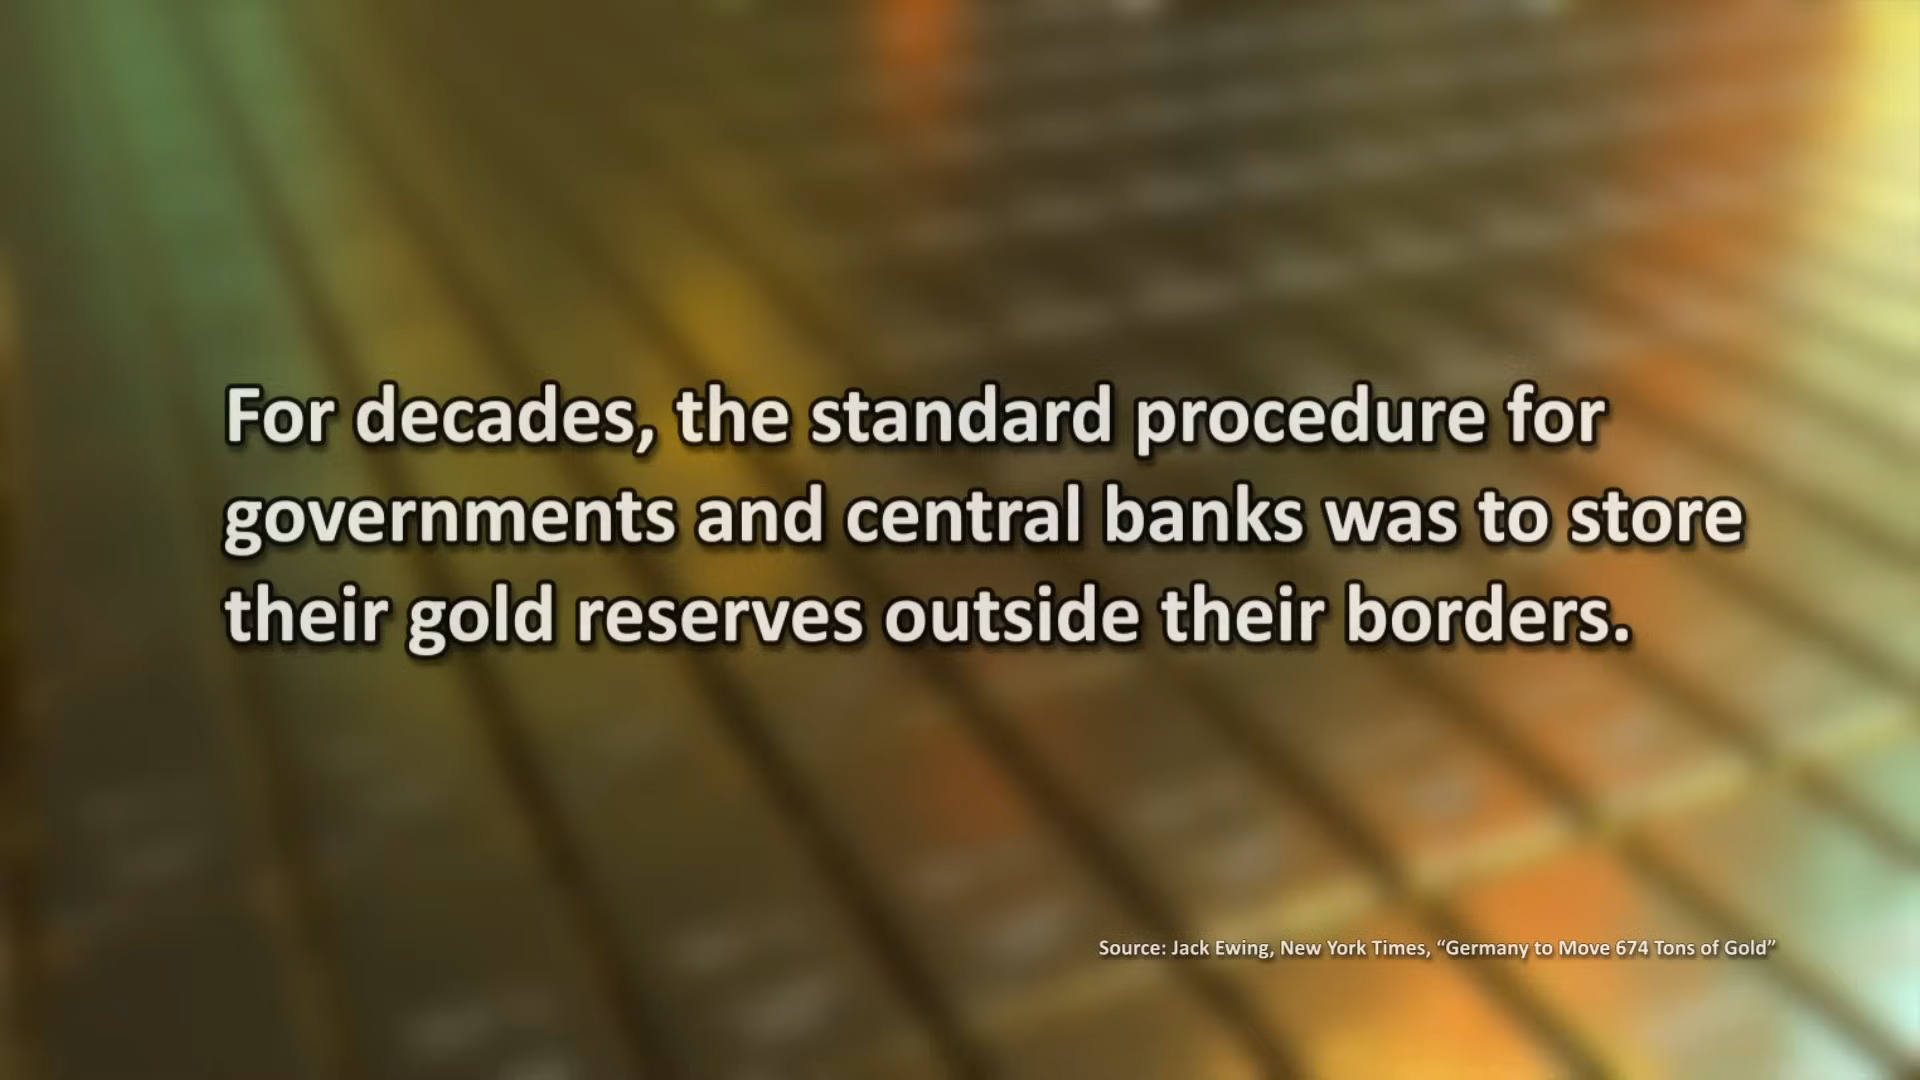 For decades, the standard procedure for
governments and central banks was to store
their gold reserves outside their borders.
Source: Jack Ewing, New York Times, “Germany to Move 674 Tons of Gold”